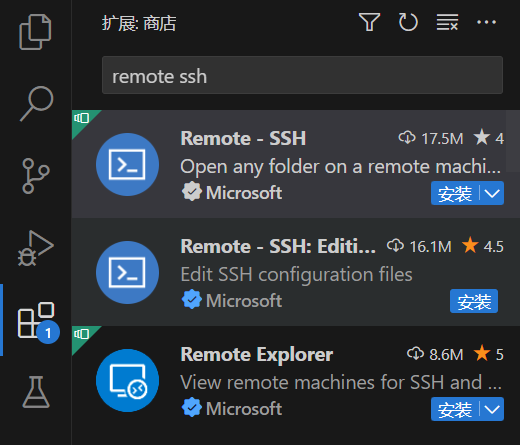 扩展: 商店
remote ssh
Remote - SSH 17.5M 4
Open any folder on a remote machi...
Microsoft 安装
Remote - SSH: Editi... 16.1M 4.5
Edit SSH configuration files
Microsoft 安装
1
Remote Explorer 8.6M 5
View remote machines for SSH and ...
Microsoft 安装